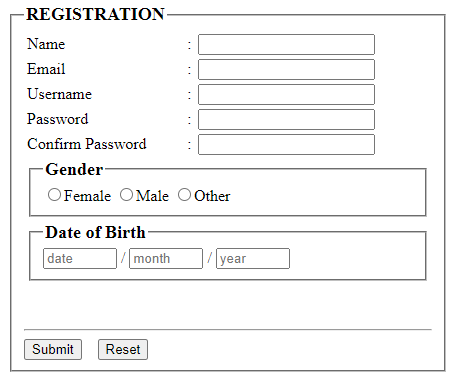 REGISTRATION
Name :
Email :
Username :
Password :
Confirm Password :
Gender
Female Male Other
Date of Birth
date / month / year
Submit Reset